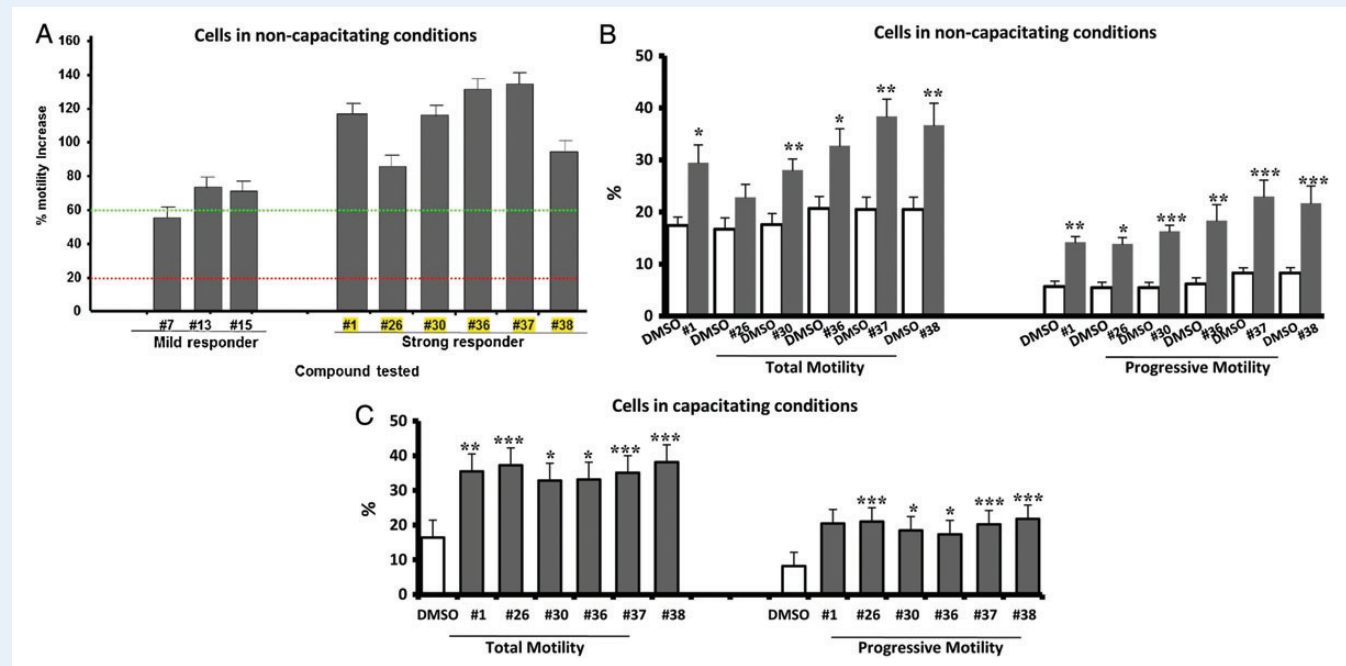 A
Cells in non-capacitating conditions
% motility Increase
160
140
120
100
80
60
40
20
0
#7 #13 #15 #1 #26 #30 #36 #37 #38
Mild responder Strong responder
Compound tested
B
Cells in non-capacitating conditions
%
50
40
30
20
10
0
* ** * ** ** ** * *** ** *** ***
DMSO #1 DMSO #26 DMSO #30 DMSO #36 DMSO #37 DMSO #38 DMSO #1 DMSO #26 DMSO #30 DMSO #36 DMSO #37 DMSO #38
Total Motility Progressive Motility
C
Cells in capacitating conditions
%
50
40
30
20
10
0
** *** * * *** *** *** * * *** ***
DMSO #1 #26 #30 #36 #37 #38 DMSO #1 #26 #30 #36 #37 #38
Total Motility Progressive Motility